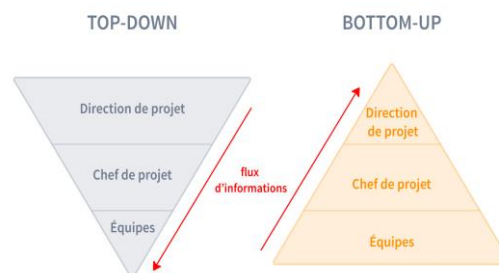 TOP-DOWN
BOTTOM-UP
Direction de projet
Chef de projet
Équipes
flux
d'informations
Direction
de projet
Chef de projet
Équipes